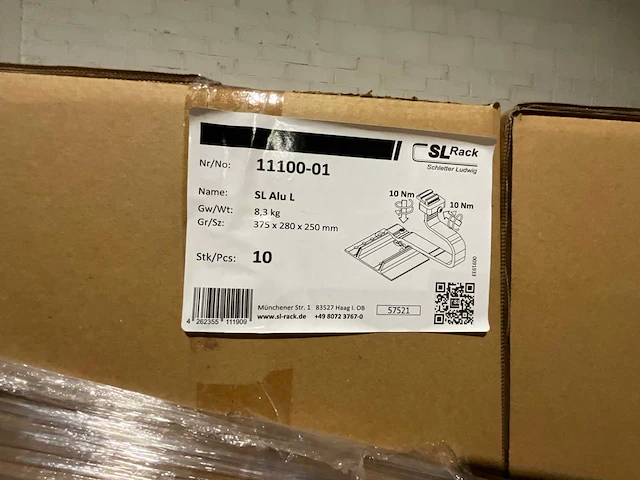 SLRack
Schletter Ludwig
Nr/No: 11100-01
Name: SL Alu L
Gw/Wt: 8,3 kg
Gr/Sz: 375 x 280 x 250 mm
Stk/Pcs: 10
10 Nm
10 Nm
4 262355 111909
Münchener Str. 1 83527 Haag i. OB
www.sl-rack.de +49 8072 3767-0
57521